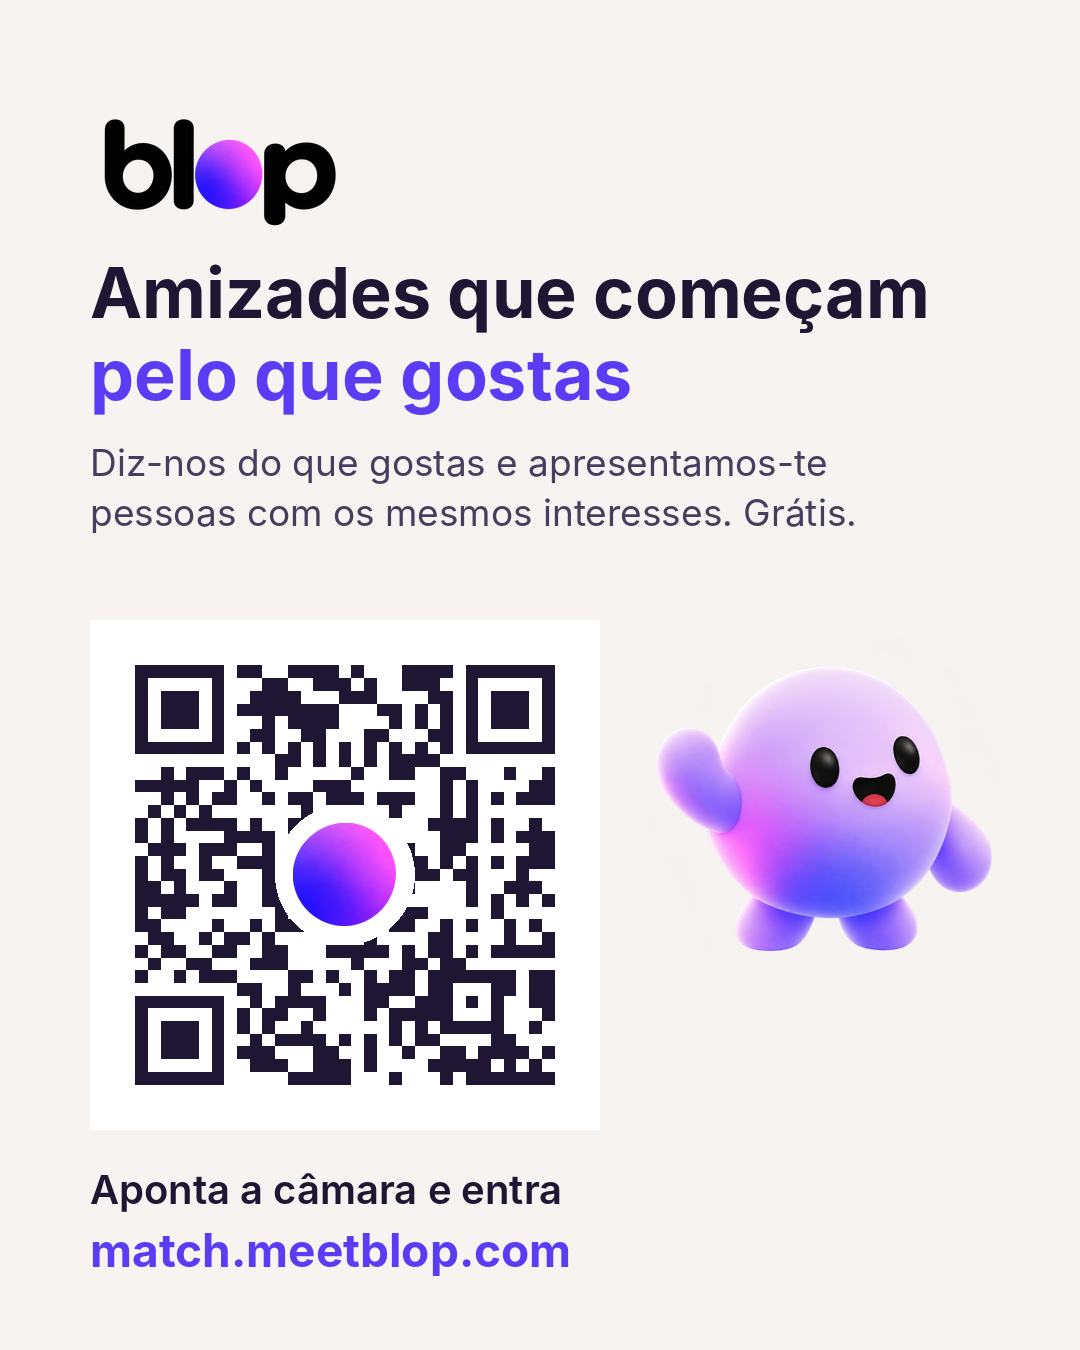 blop
Amizades que começam
pelo que gostas
Diz-nos do que gostas e apresentamos-te
pessoas com os mesmos interesses. Grátis.
Aponta a câmara e entra
match.meetblop.com